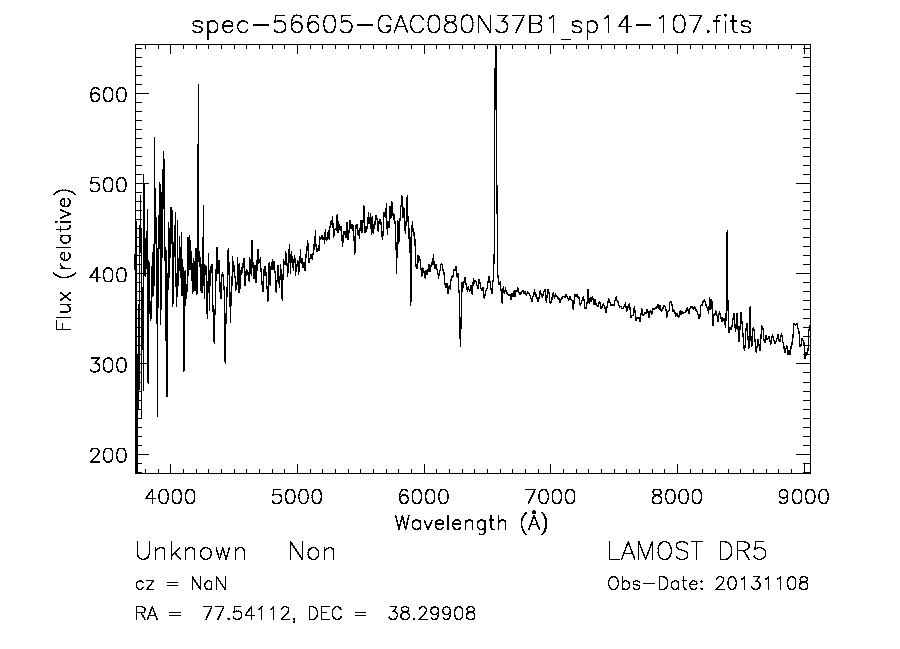 spec-56605-GAC080N37B1_sp14-107.fits
600
500
400
300
200
Flux (relative)
4000 5000 6000 7000 8000 9000
Wavelength (Å)
Unknown Non LAMOST DR5
cz = NaN Obs-Date: 20131108
RA = 77.54112, DEC = 38.29908